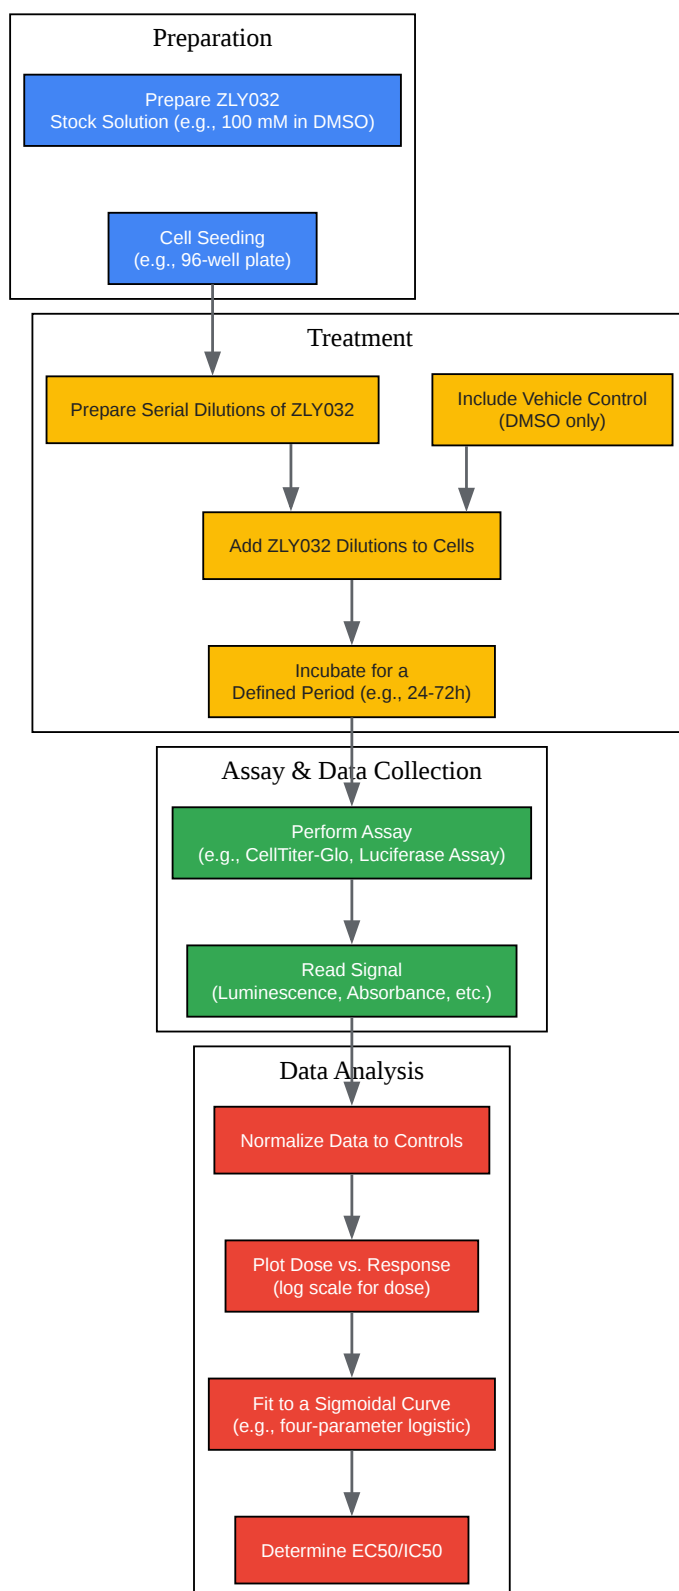 Preparation
Prepare ZLY032
Stock Solution (e.g., 100 mM in DMSO)
Cell Seeding
(e.g., 96-well plate)
Treatment
Prepare Serial Dilutions of ZLY032
Include Vehicle Control
(DMSO only)
Add ZLY032 Dilutions to Cells
Incubate for a
Defined Period (e.g., 24-72h)
Assay & Data Collection
Perform Assay
(e.g., CellTiter-Glo, Luciferase Assay)
Read Signal
(Luminescence, Absorbance, etc.)
Data Analysis
Normalize Data to Controls
Plot Dose vs. Response
(log scale for dose)
Fit to a Sigmoidal Curve
(e.g., four-parameter logistic)
Determine EC50/IC50